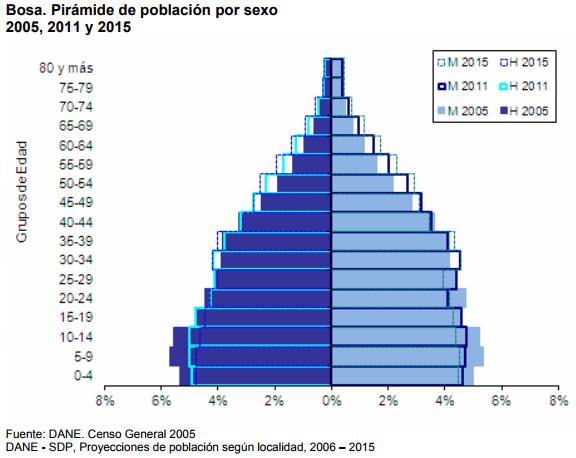 Bosa. Pirámide de población por sexo
2005, 2011 y 2015
M 2015 H 2015
M 2011 H 2011
M 2005 H 2005
Grupos de Edad
80 y más
75-79
70-74
65-69
60-64
55-59
50-54
45-49
40-44
35-39
30-34
25-29
20-24
15-19
10-14
5-9
0-4
8% 6% 4% 2% 0% 2% 4% 6% 8%
Fuente: DANE. Censo General 2005
DANE - SDP, Proyecciones de población según localidad, 2006 – 2015